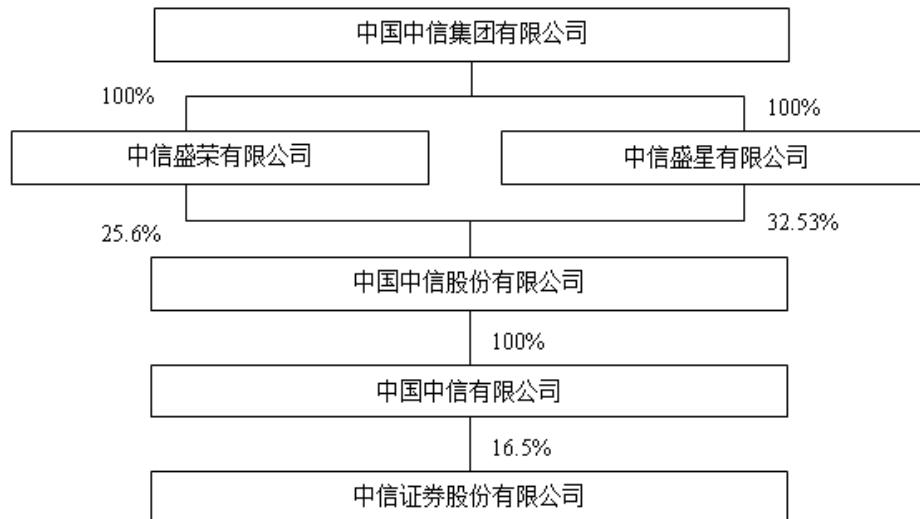 中国中信集团有限公司
100%
100%
中信盛荣有限公司
中信盛星有限公司
25.6%
32.53%
中国中信股份有限公司
100%
中国中信有限公司
16.5%
中信证券股份有限公司